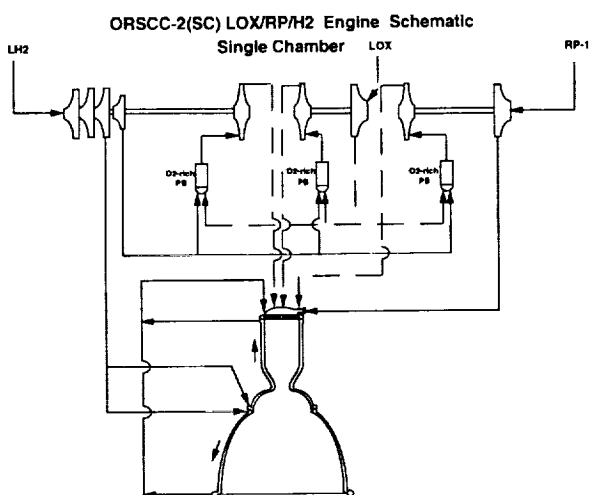 ORSCC-2(SC) LOX/RP/H2 Engine Schematic
Single Chamber
LOX
LH2
RP-1
O2-rich
PB
O2-rich
PB
O2-rich
PB